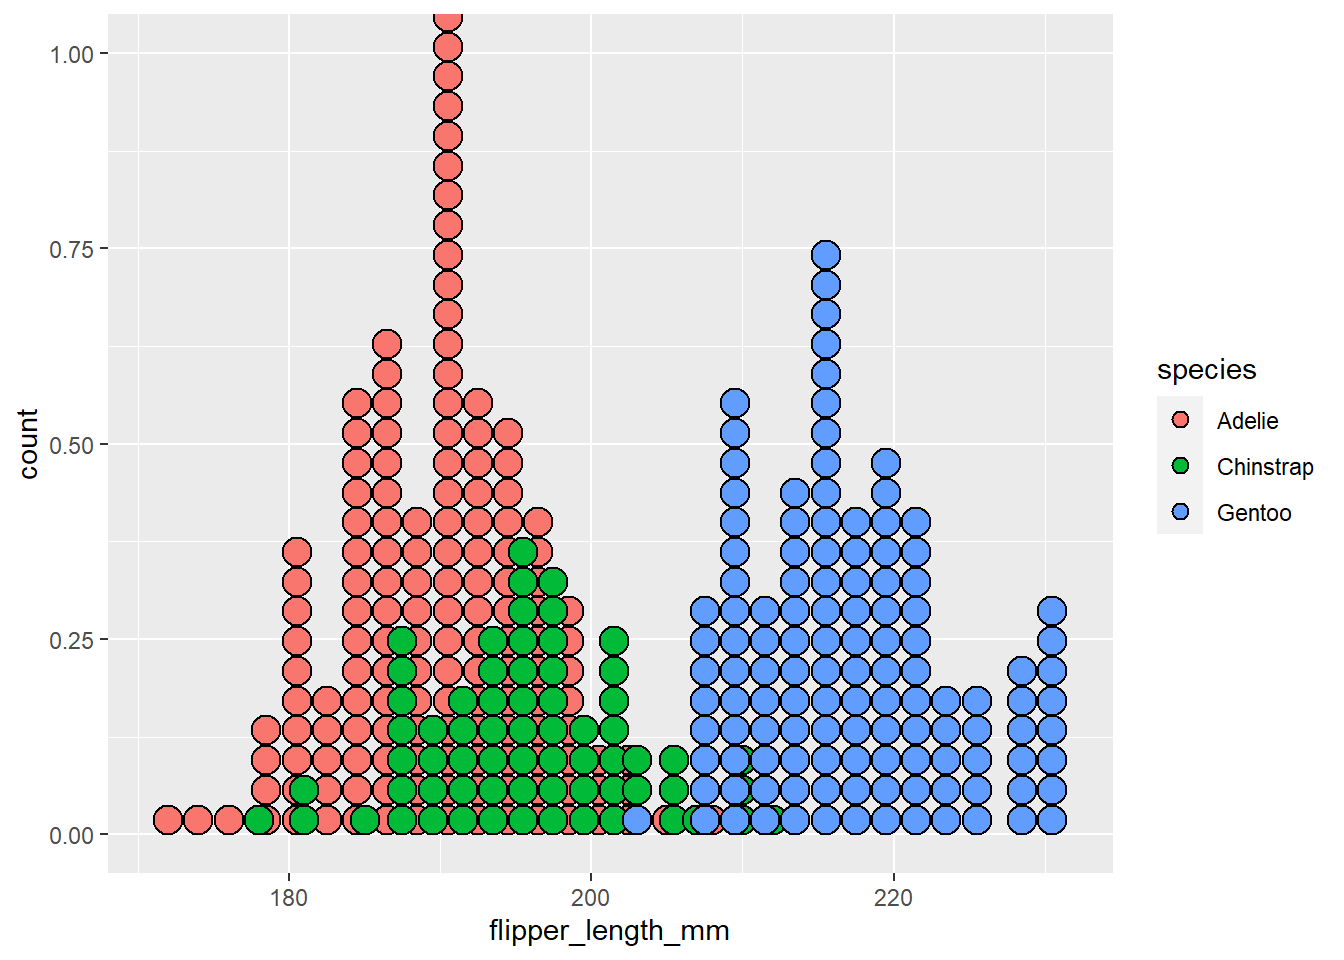 1.00
0.75
0.50
0.25
0.00
count
180
200
220
flipper_length_mm
species
Adelie
Chinstrap
Gentoo